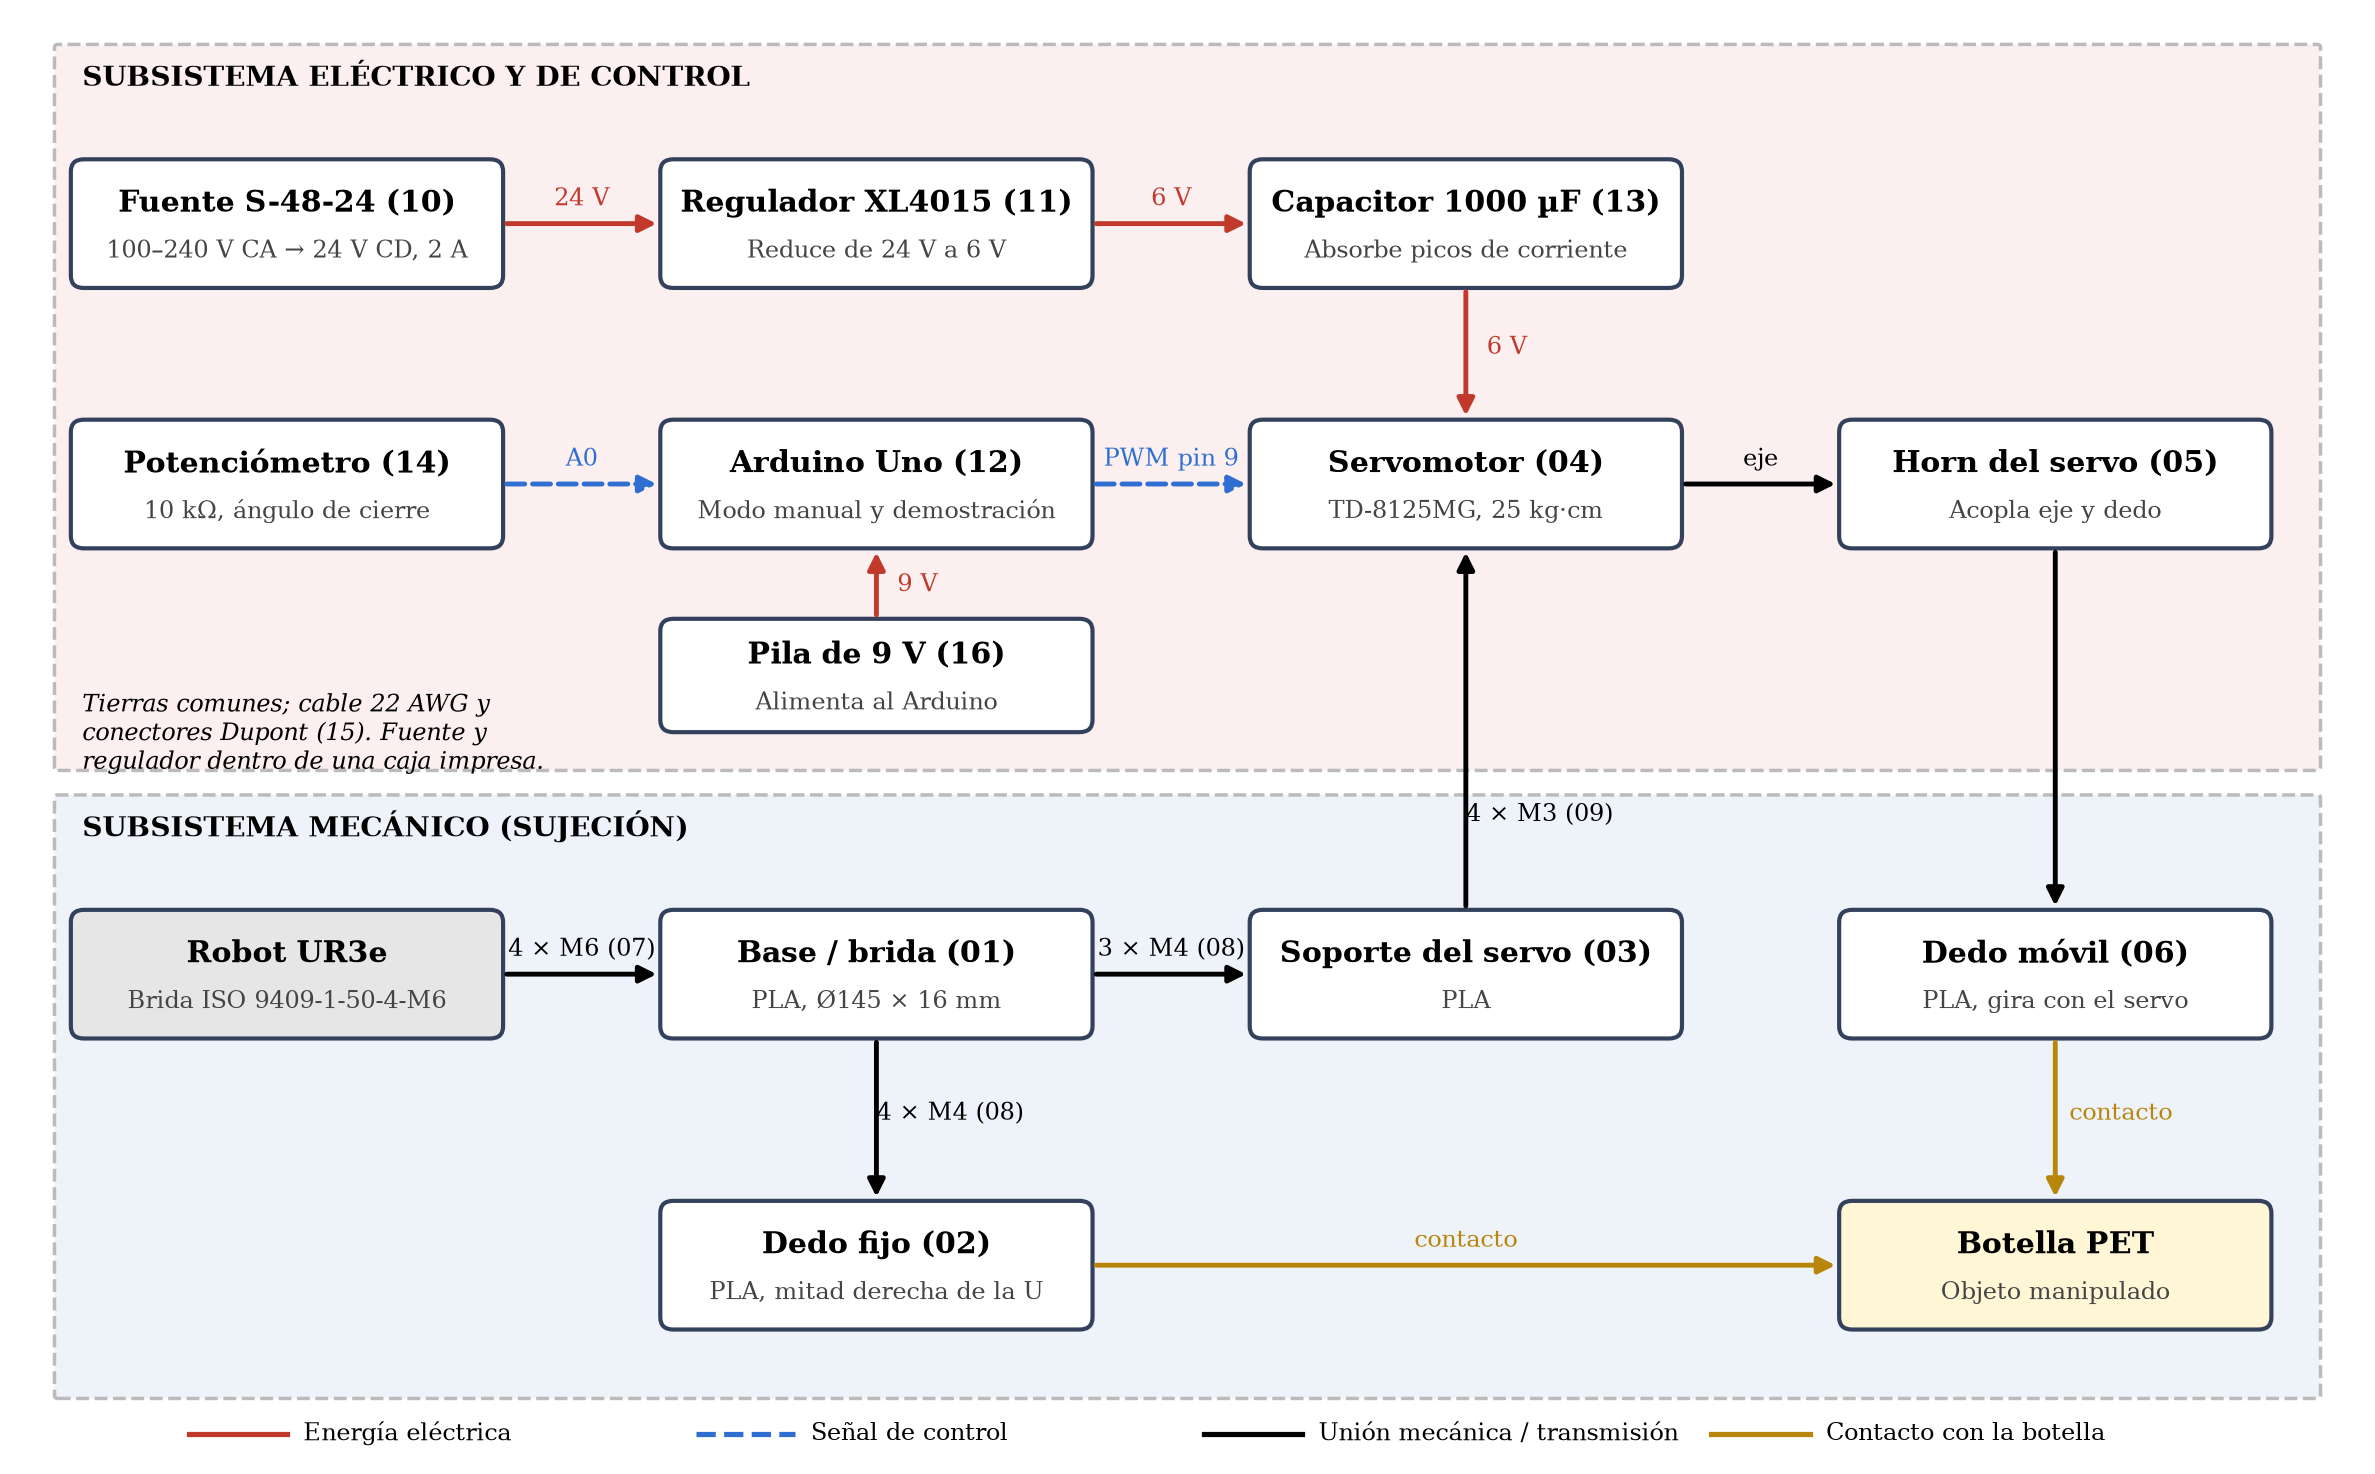 SUBSISTEMA ELÉCTRICO Y DE CONTROL
Fuente S-48-24 (10)
100–240 V CA → 24 V CD, 2 A
24 V
Regulador XL4015 (11)
Reduce de 24 V a 6 V
6 V
Capacitor 1000 µF (13)
Absorbe picos de corriente
6 V
Potenciómetro (14)
10 kΩ, ángulo de cierre
A0
Arduino Uno (12)
Modo manual y demostración
PWM pin 9
Servomotor (04)
TD-8125MG, 25 kg·cm
eje
Horn del servo (05)
Acopla eje y dedo
9 V
Pila de 9 V (16)
Alimenta al Arduino
Tierras comunes; cable 22 AWG y
conectores Dupont (15). Fuente y
regulador dentro de una caja impresa.
SUBSISTEMA MECÁNICO (SUJECIÓN)
4 × M3 (09)
Robot UR3e
Brida ISO 9409-1-50-4-M6
4 × M6 (07)
Base / brida (01)
PLA, Ø145 × 16 mm
3 × M4 (08)
Soporte del servo (03)
PLA
Dedo móvil (06)
PLA, gira con el servo
4 × M4 (08)
contacto
Dedo fijo (02)
PLA, mitad derecha de la U
contacto
Botella PET
Objeto manipulado
Energía eléctrica
Señal de control
Unión mecánica / transmisión
Contacto con la botella